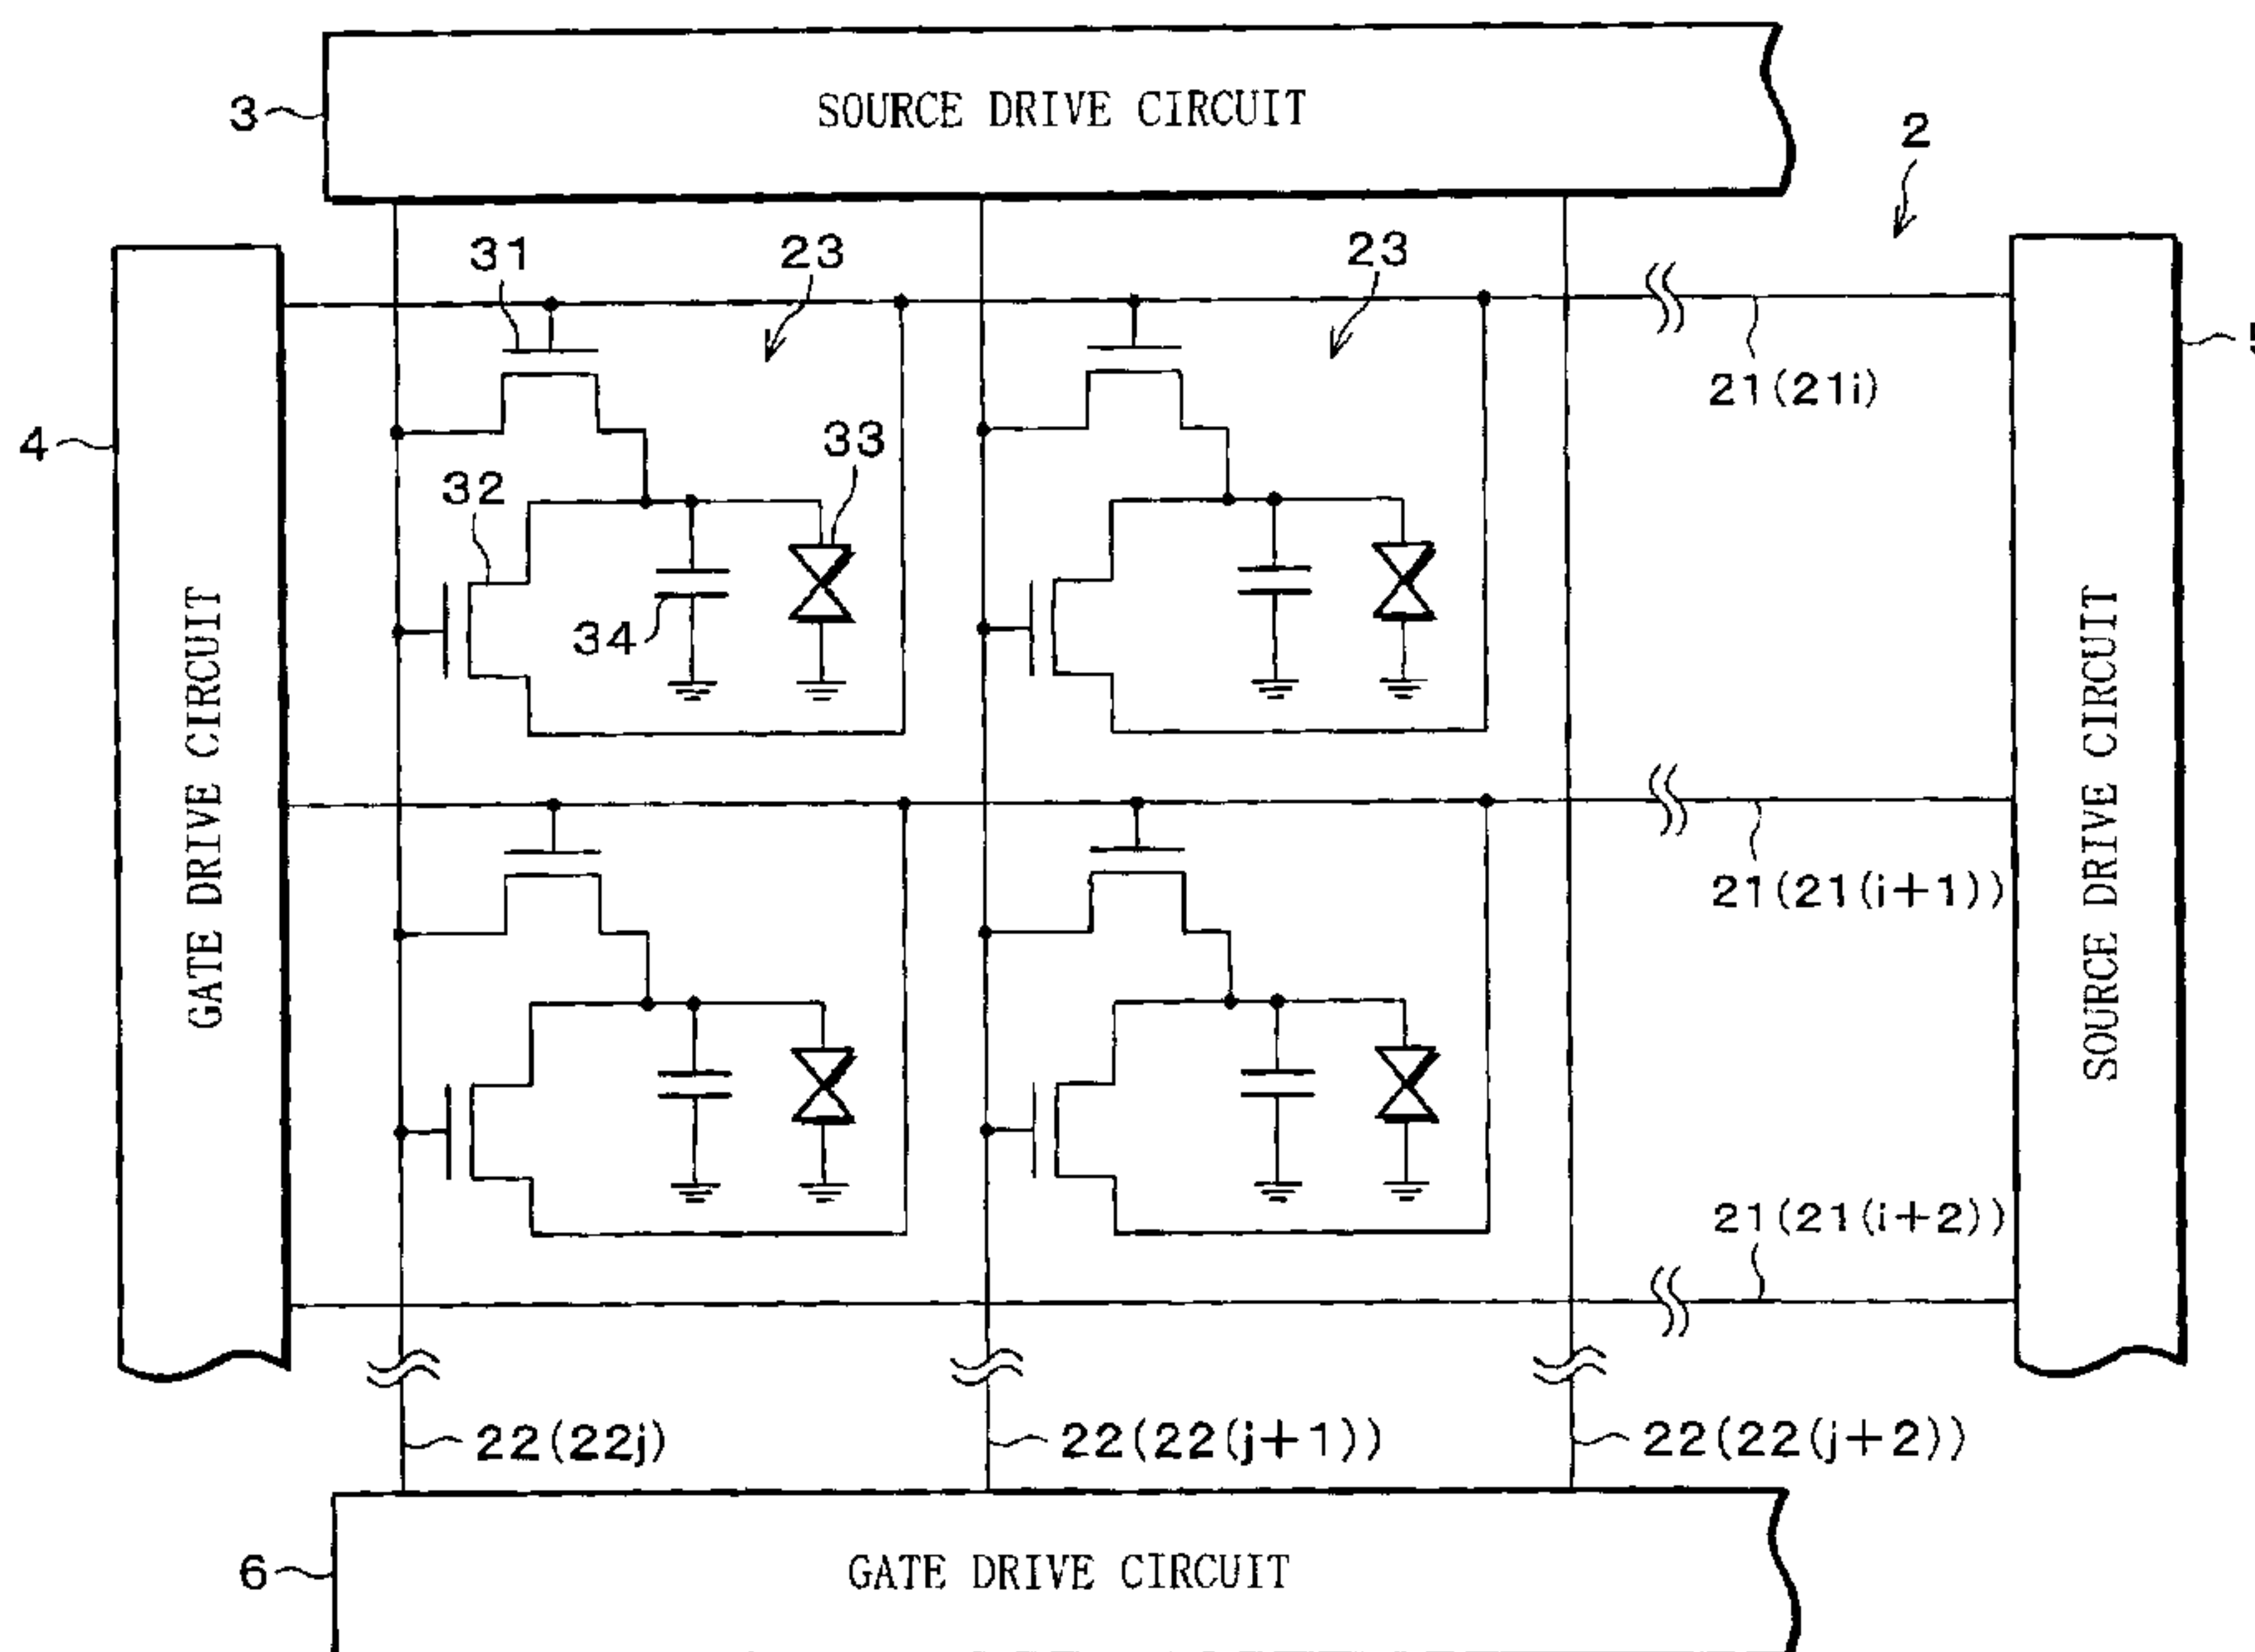 3
SOURCE DRIVE CIRCUIT
2
31
23
23
21(21i)
4
33
32
34
GATE DRIVE CIRCUIT
SOURCE DRIVE CIRCUIT
21(21(i+1))
21(21(i+2))
22(22j)
22(22(j+1))
22(22(j+2))
6
GATE DRIVE CIRCUIT